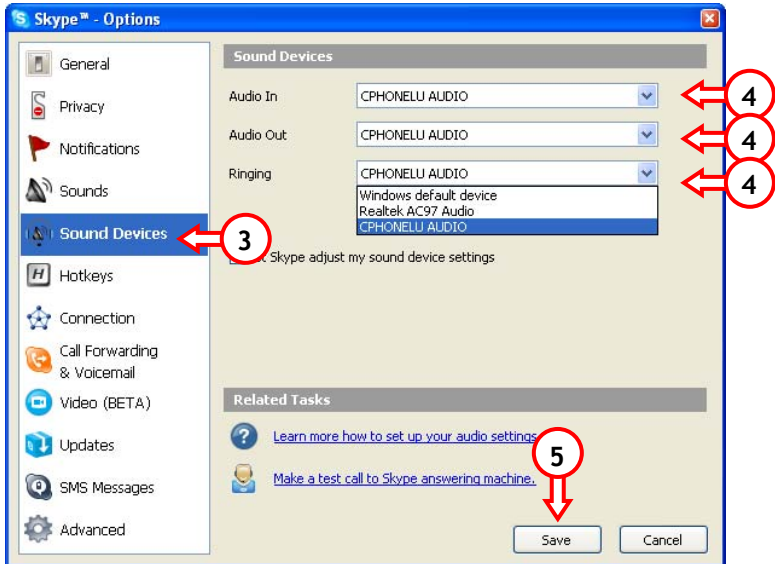 Skype™ - Options
General
Privacy
Notifications
Sounds
Sound Devices
3
H
Hotkeys
Connection
Call Forwarding
& Voicemail
Video (BETA)
Updates
SMS Messages
Advanced
Sound Devices
Audio In CPHONELU AUDIO 4
Audio Out CPHONELU AUDIO 4
Ringing CPHONELU AUDIO 4
Windows default device
Realtek AC97 Audio
CPHONELU AUDIO
Skype adjust my sound device settings
Related Tasks
Learn more how to set up your audio settings
Make a test call to Skype answering machine.
5
Save Cancel